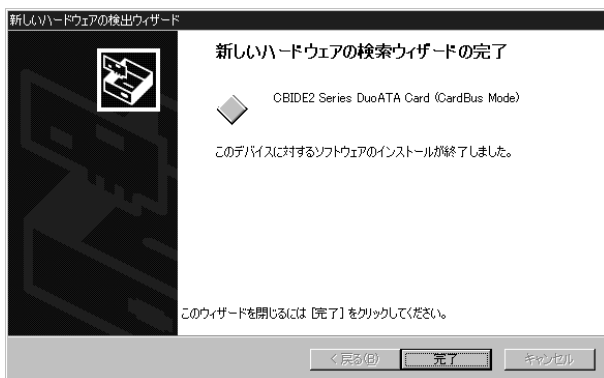 新しいハードウェアの検出ウィザード
新しいハードウェアの検索ウィザードの完了
CBIDE2 Series DuoATA Card (CardBus Mode)
このデバイスに対するソフトウェアのインストールが終了しました。
このウィザードを閉じるには [完了] をクリックしてください。
< 戻る(B)
完了
キャンセル